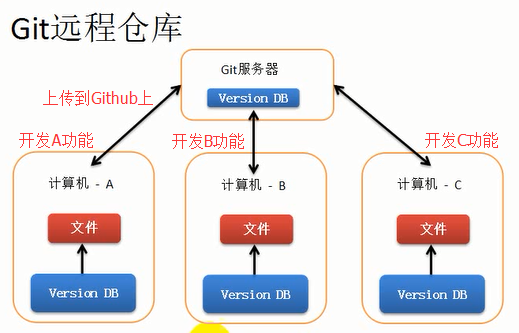 Git远程仓库
Git服务器
Version DB
上传到Github上
开发A功能
开发B功能
开发C功能
计算机 - A
计算机 - B
计算机 - C
文件
文件
文件
Version DB
Version DB
Version DB